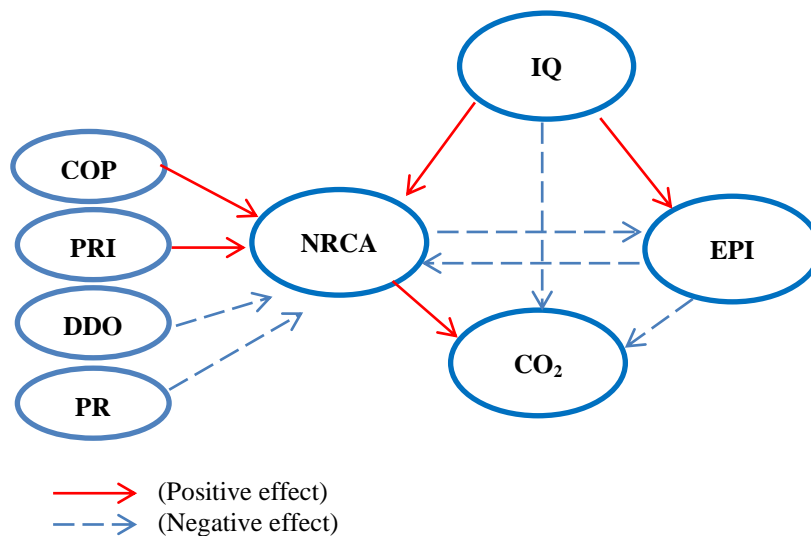 IQ
COP
PRI
NRCA
EPI
DDO
CO₂
PR
(Positive effect)
(Negative effect)